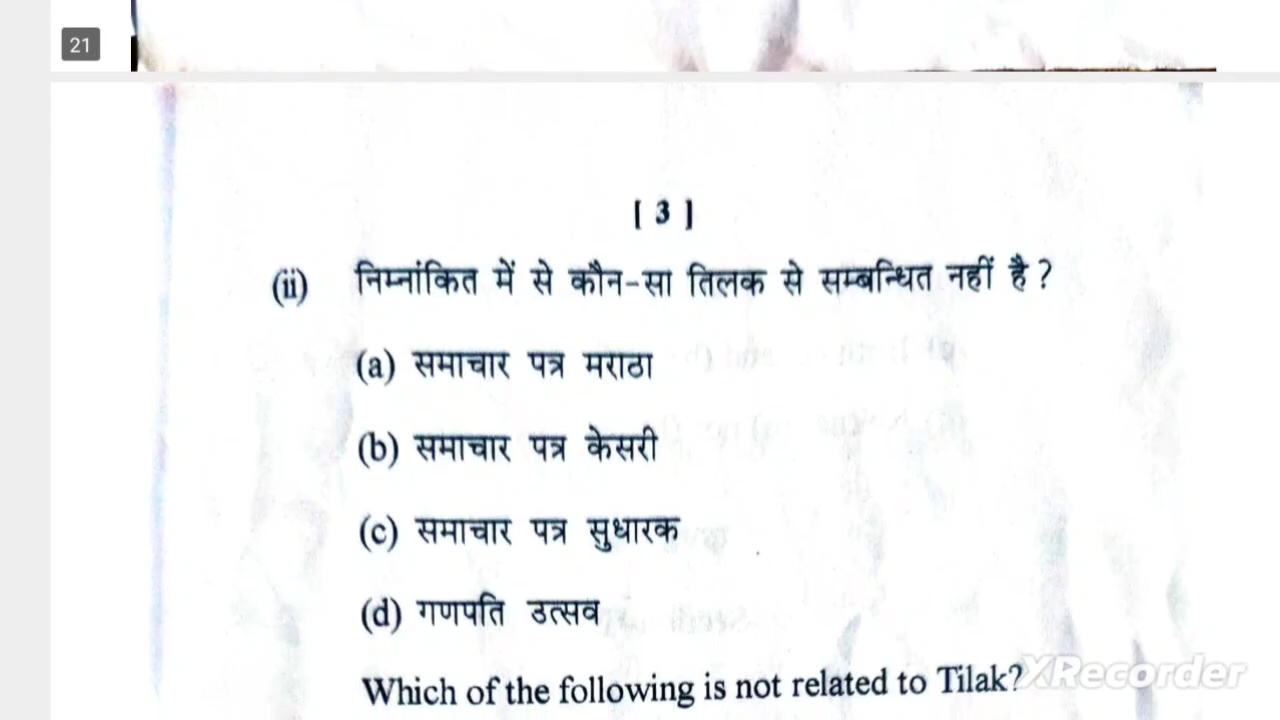 21
[ 3 ]
(ii) निम्नांकित में से कौन-सा तिलक से सम्बन्धित नहीं है ?
(a) समाचार पत्र मराठा
(b) समाचार पत्र केसरी
(c) समाचार पत्र सुधारक
(d) गणपति उत्सव
Which of the following is not related to Tilak?
XRecorder